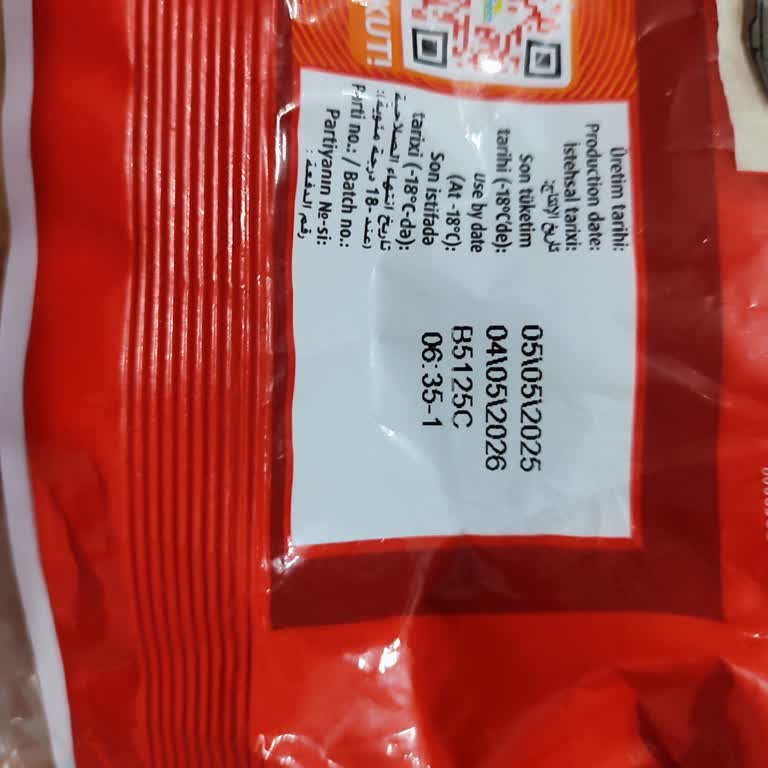 KUT!
Üretim tarihi:
Production date:
İstehsal tarixi:
تاريخ الإنتاج:
Son tüketim
tarihi (-18°C'de):
Use by date
(At -18°C):
Son istifadə
tarixi (-18°C-də):
تاريخ انتهاء الصلاحية
(عند -18 درجة مئوية):
Parti no.: / Batch no.:
Partiyanın №-si:
رقم الدفعة:
05\05\2025
04\05\2026
B5125C
06:35-1